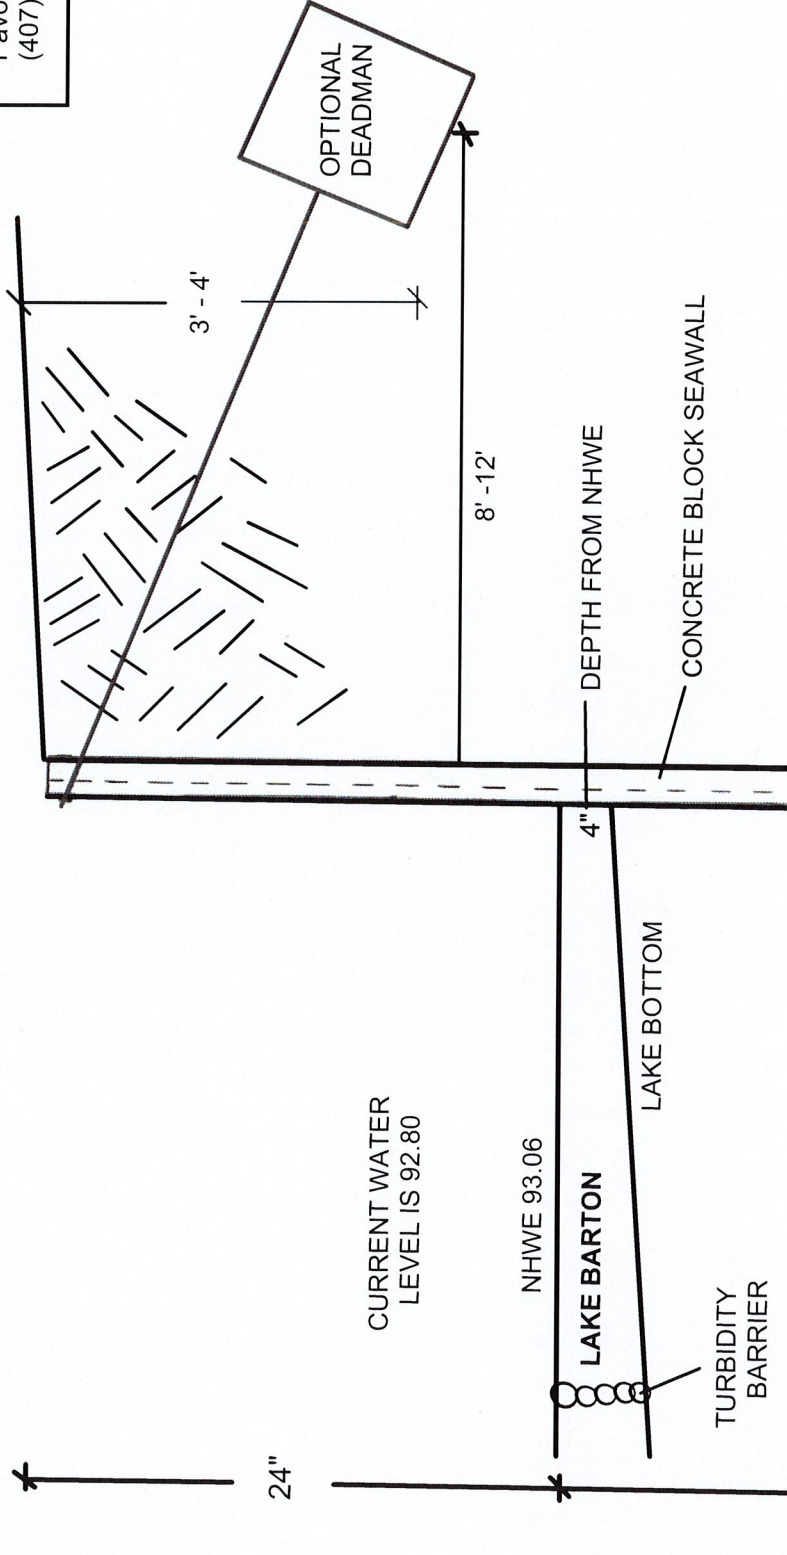 (407)
OPTIONAL
DEADMAN
3' - 4'
8' -12'
DEPTH FROM NHWE
CONCRETE BLOCK SEAWALL
4"
CURRENT WATER
LEVEL IS 92.80
NHWE 93.06
LAKE BARTON
LAKE BOTTOM
TURBIDITY
BARRIER
24"